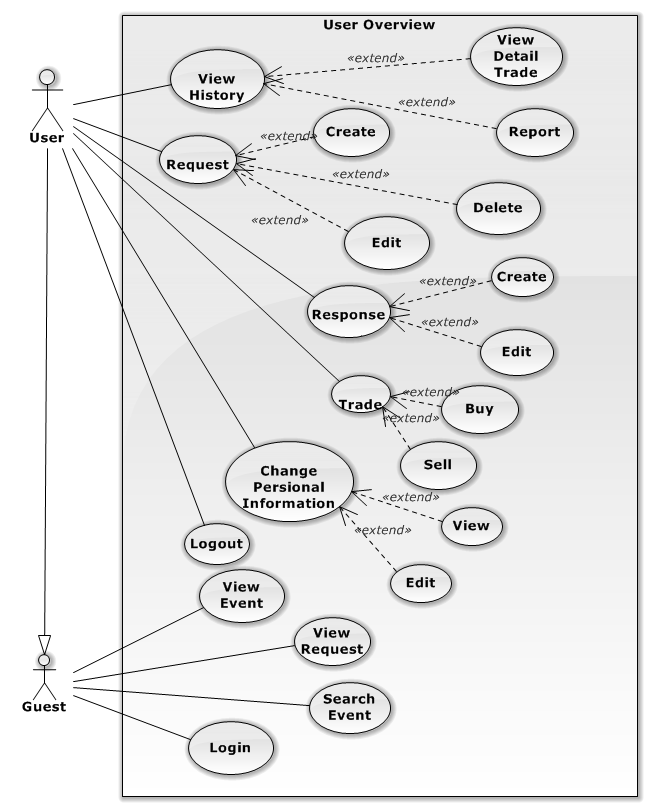 User Overview
View
Detail
Trade
«extend»
View
History
«extend»
Report
User
Create
«extend»
Request
«extend»
Delete
«extend»
Edit
Create
«extend»
Response
«extend»
Edit
«extend»
Trade
Buy
«extend»
Sell
Change
Persional
Information
«extend»
View
«extend»
Logout
Edit
View
Event
View
Request
Guest
Search
Event
Login